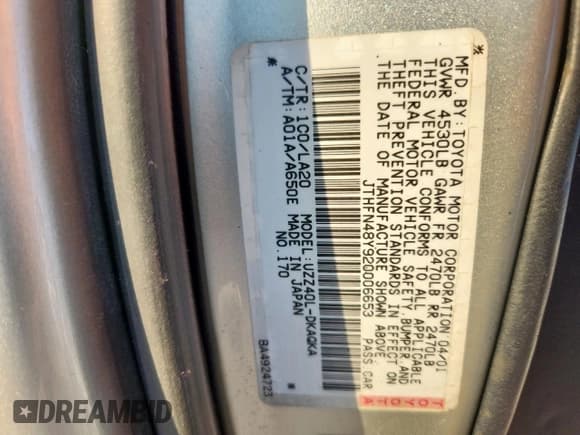 MFD.BY:TOYOTA MOTOR CORPORATION 04/01
GVWR 4530LB GAWR FR 2470LB RR 2470LB
THIS VEHICLE CONFORMS TO ALL APPLICABLE
FEDERAL MOTOR VEHICLE SAFETY,BUMPER,AND
THEFT PREVENTION STANDARDS IN EFFECT ON
THE DATE OF MANUFACTURE SHOWN ABOVE.
JTHFN48Y920006653 PASS.CAR
TOYOTA
C/TR:1C0/LA20 MODEL:UZZ40L-DKAQKA
A/TM:A01A/A650E MADE IN JAPAN
NO.170
BA4924723
DREAMBID